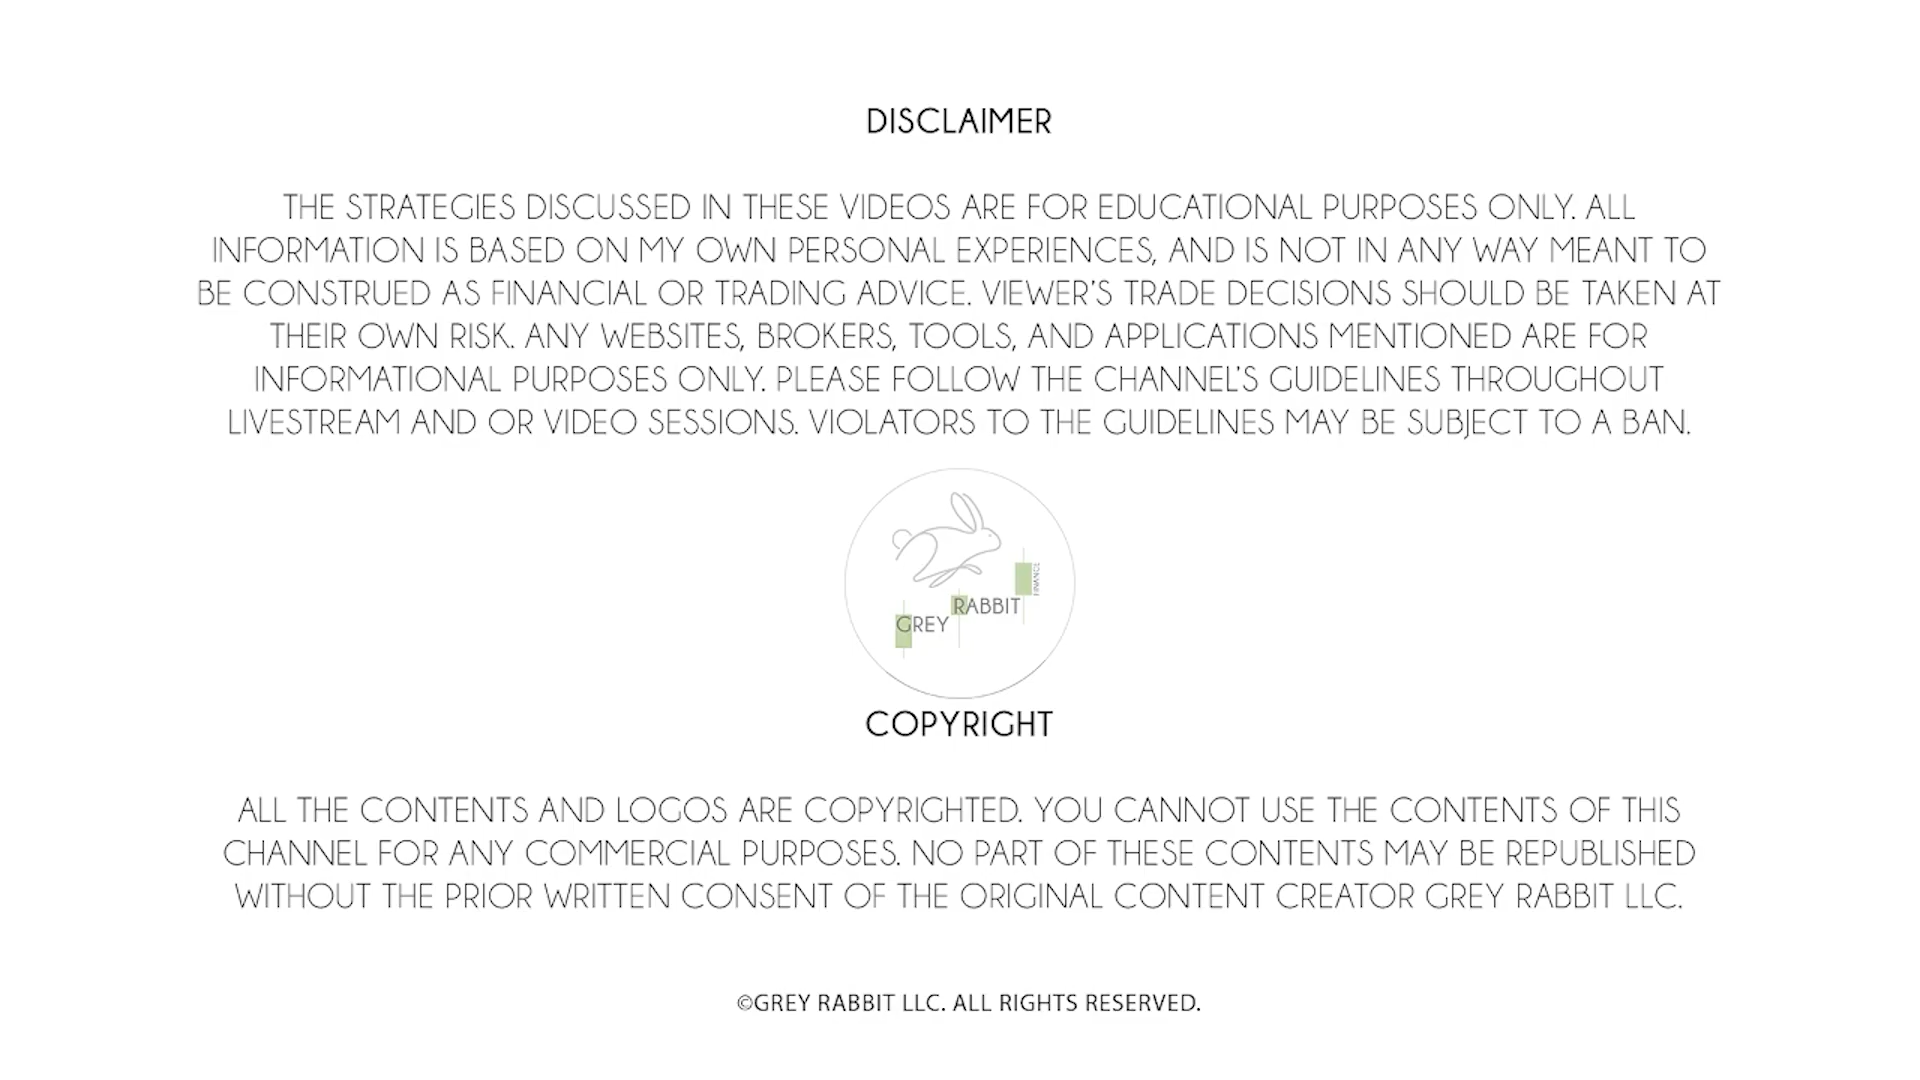 DISCLAIMER
THE STRATEGIES DISCUSSED IN THESE VIDEOS ARE FOR EDUCATIONAL PURPOSES ONLY. ALL
INFORMATION IS BASED ON MY OWN PERSONAL EXPERIENCES, AND IS NOT IN ANY WAY MEANT TO
BE CONSTRUED AS FINANCIAL OR TRADING ADVICE. VIEWER'S TRADE DECISIONS SHOULD BE TAKEN AT
THEIR OWN RISK. ANY WEBSITES, BROKERS, TOOLS, AND APPLICATIONS MENTIONED ARE FOR
INFORMATIONAL PURPOSES ONLY. PLEASE FOLLOW THE CHANNEL'S GUIDELINES THROUGHOUT
LIVESTREAM AND OR VIDEO SESSIONS. VIOLATORS TO THE GUIDELINES MAY BE SUBJECT TO A BAN.
GREY
RABBIT
FINANCE
COPYRIGHT
ALL THE CONTENTS AND LOGOS ARE COPYRIGHTED. YOU CANNOT USE THE CONTENTS OF THIS
CHANNEL FOR ANY COMMERCIAL PURPOSES. NO PART OF THESE CONTENTS MAY BE REPUBLISHED
WITHOUT THE PRIOR WRITTEN CONSENT OF THE ORIGINAL CONTENT CREATOR GREY RABBIT LLC.
©GREY RABBIT LLC. ALL RIGHTS RESERVED.